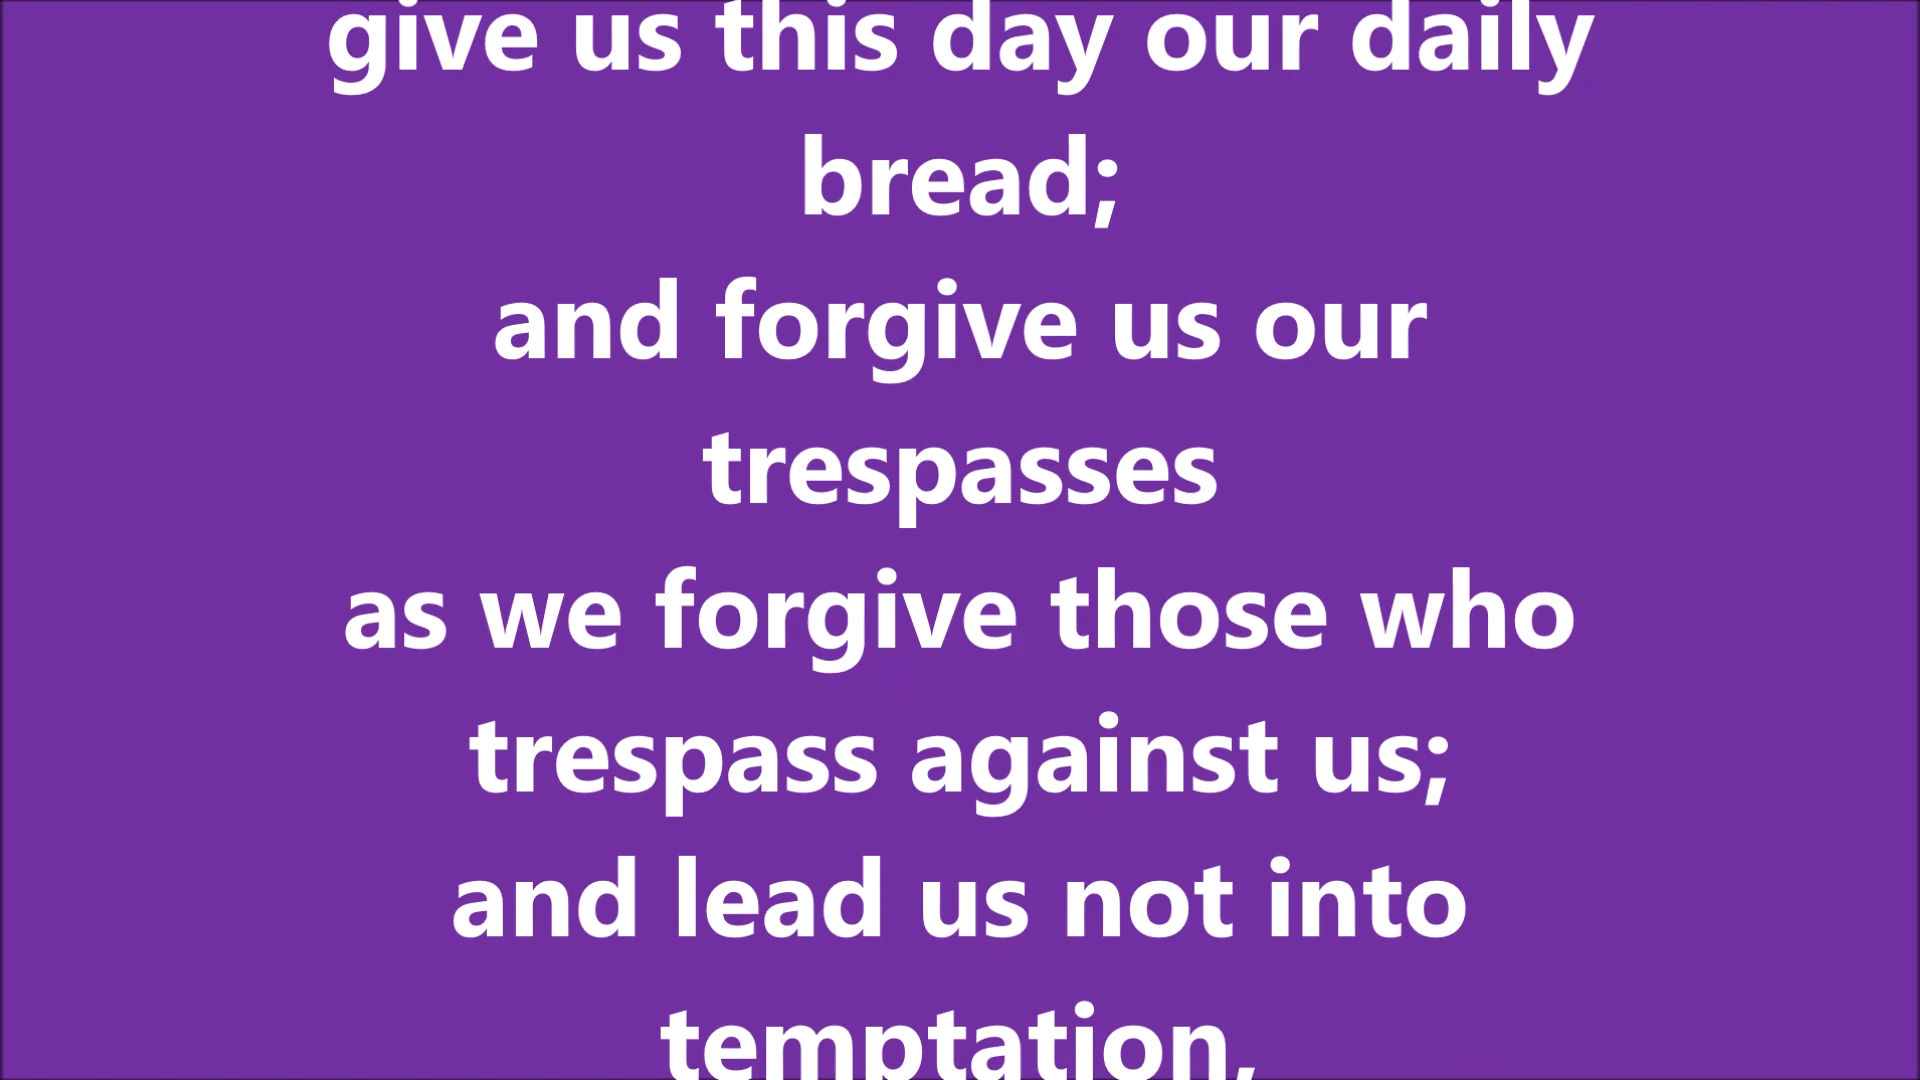 give us this day our daily
bread;
and forgive us our
trespasses
as we forgive those who
trespass against us;
and lead us not into
temptation,